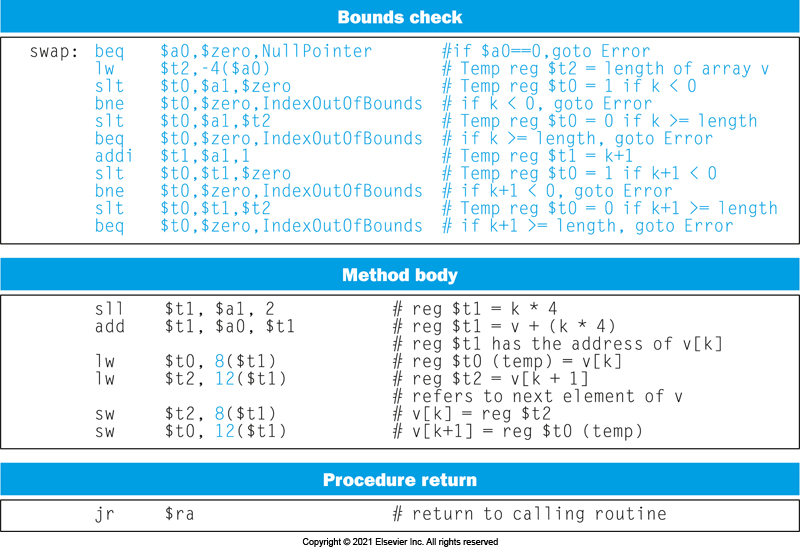 Bounds check
swap: beq $a0,$zero,NullPointer #if $a0==0,goto Error
lw $t2,-4($a0) # Temp reg $t2 = length of array v
slt $t0,$a1,$zero # Temp reg $t0 = 1 if k < 0
bne $t0,$zero,IndexOutOfBounds # if k < 0, goto Error
slt $t0,$a1,$t2 # Temp reg $t0 = 0 if k >= length
beq $t0,$zero,IndexOutOfBounds # if k >= length, goto Error
addi $t1,$a1,1 # Temp reg $t1 = k+1
slt $t0,$t1,$zero # Temp reg $t0 = 1 if k+1 < 0
bne $t0,$zero,IndexOutOfBounds # if k+1 < 0, goto Error
slt $t0,$t1,$t2 # Temp reg $t0 = 0 if k+1 >= length
beq $t0,$zero,IndexOutOfBounds # if k+1 >= length, goto Error
Method body
sll $t1, $a1, 2 # reg $t1 = k * 4
add $t1, $a0, $t1 # reg $t1 = v + (k * 4)
# reg $t1 has the address of v[k]
lw $t0, 8($t1) # reg $t0 (temp) = v[k]
lw $t2, 12($t1) # reg $t2 = v[k + 1]
# refers to next element of v
sw $t2, 8($t1) # v[k] = reg $t2
sw $t0, 12($t1) # v[k+1] = reg $t0 (temp)
Procedure return
jr $ra # return to calling routine
Copyright © 2021 Elsevier Inc. All rights reserved